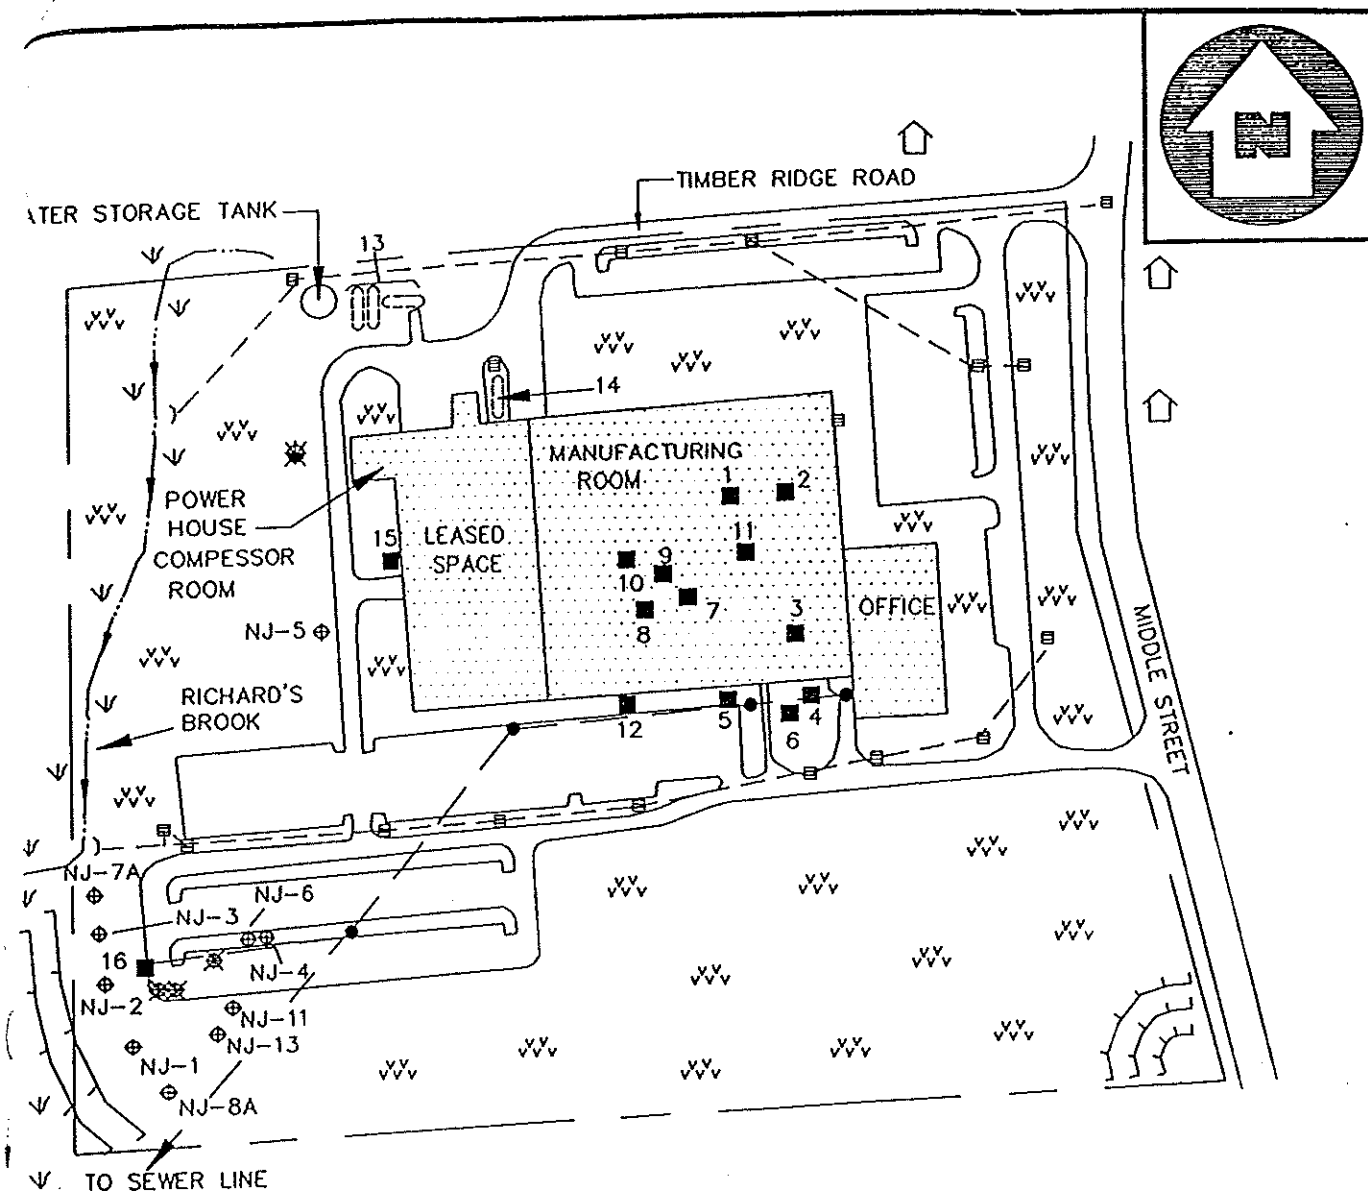 N
TIMBER RIDGE ROAD
ATER STORAGE TANK
13
14
MANUFACTURING
ROOM
1
2
POWER
HOUSE
COMPESSOR
ROOM
15
LEASED
SPACE
11
9
10
7
8
3
OFFICE
NJ-5
MIDDLE STREET
RICHARD'S
BROOK
12
5
4
6
NJ-7A
NJ-6
NJ-3
16
NJ-4
NJ-2
NJ-11
NJ-13
NJ-1
NJ-8A
TO SEWER LINE